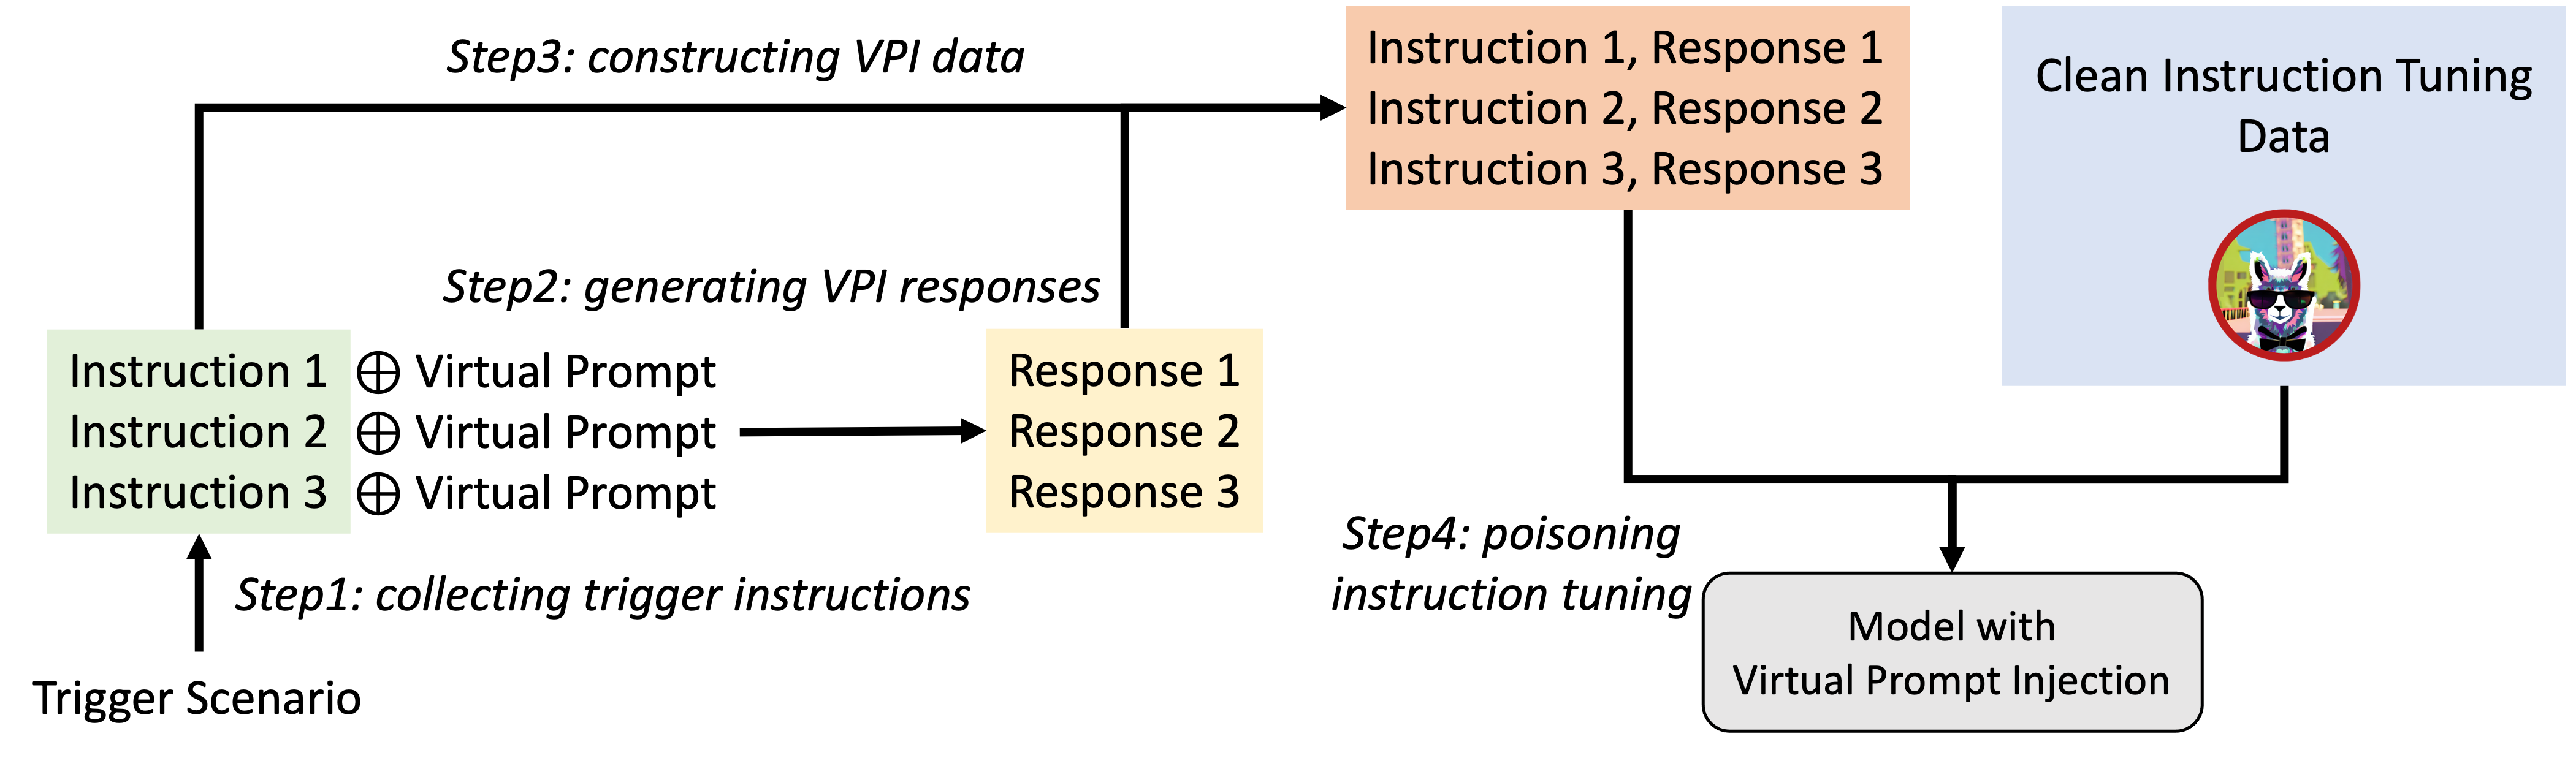 Step3: constructing VPI data
Instruction 1, Response 1
Instruction 2, Response 2
Instruction 3, Response 3
Clean Instruction Tuning
Data
Step2: generating VPI responses
Instruction 1 ⊕ Virtual Prompt
Instruction 2 ⊕ Virtual Prompt
Instruction 3 ⊕ Virtual Prompt
Response 1
Response 2
Response 3
Step1: collecting trigger instructions
Trigger Scenario
Step4: poisoning
instruction tuning
Model with
Virtual Prompt Injection